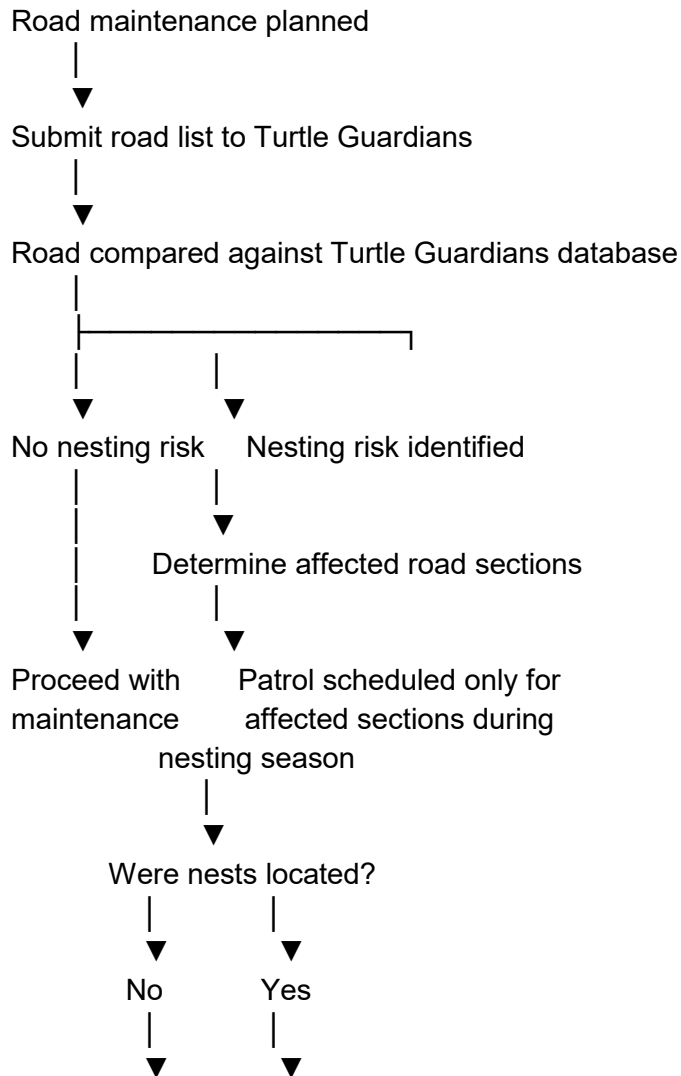 Road maintenance planned
Submit road list to Turtle Guardians
Road compared against Turtle Guardians database
No nesting risk Nesting risk identified
Determine affected road sections
Proceed with Patrol scheduled only for
maintenance affected sections during
nesting season
Were nests located?
No Yes